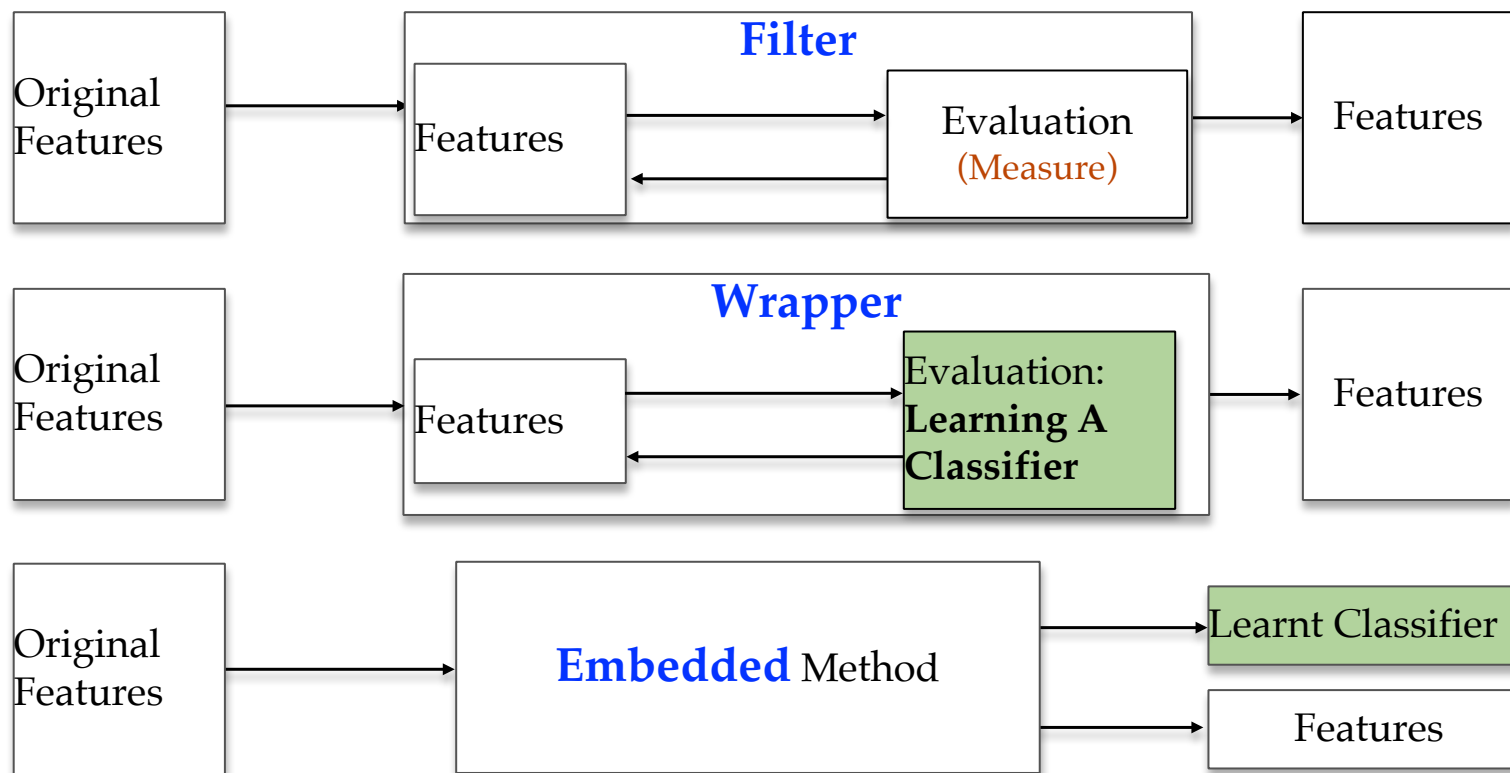 Filter
Original
Features
Features
Evaluation
(Measure)
Features
Wrapper
Original
Features
Features
Evaluation:
Learning A
Classifier
Features
Original
Features
Embedded Method
Learnt Classifier
Features